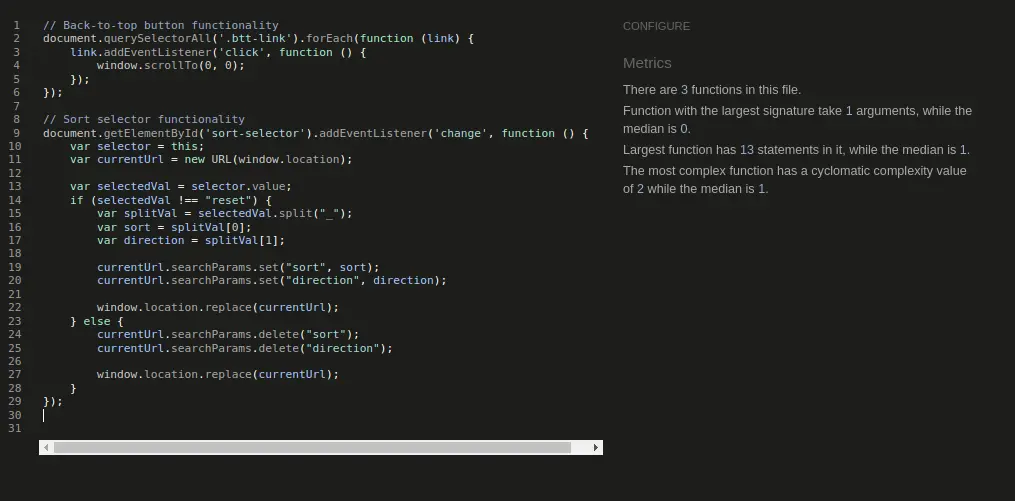 1 // Back-to-top button functionality
2 document.querySelectorAll('.btt-link').forEach(function (link) {
3     link.addEventListener('click', function () {
4         window.scrollTo(0, 0);
5     });
6 });
7
8 // Sort selector functionality
9 document.getElementById('sort-selector').addEventListener('change', function () {
10     var selector = this;
11     var currentUrl = new URL(window.location);
12
13     var selectedVal = selector.value;
14     if (selectedVal !== "reset") {
15         var splitVal = selectedVal.split("_");
16         var sort = splitVal[0];
17         var direction = splitVal[1];
18
19         currentUrl.searchParams.set("sort", sort);
20         currentUrl.searchParams.set("direction", direction);
21
22         window.location.replace(currentUrl);
23     } else {
24         currentUrl.searchParams.delete("sort");
25         currentUrl.searchParams.delete("direction");
26
27         window.location.replace(currentUrl);
28     }
29 });
30
31
CONFIGURE
Metrics
There are 3 functions in this file.
Function with the largest signature take 1 arguments, while the
median is 0.
Largest function has 13 statements in it, while the median is 1.
The most complex function has a cyclomatic complexity value
of 2 while the median is 1.